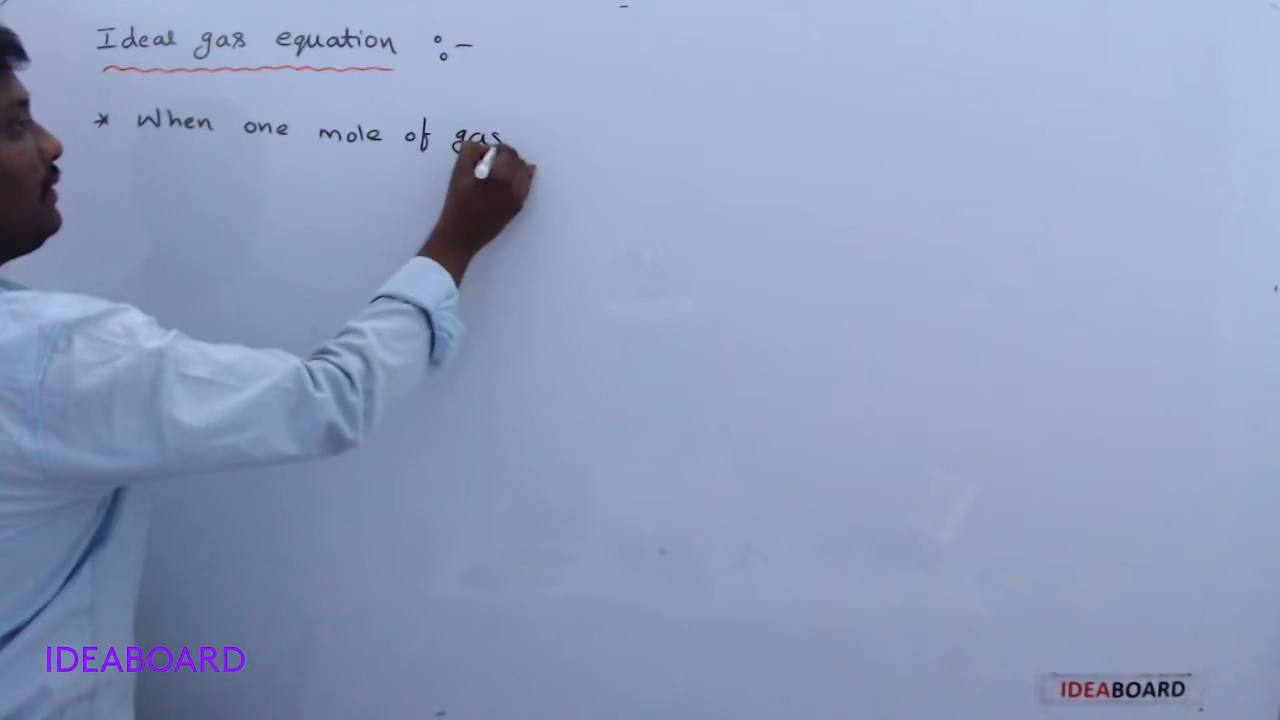 Ideal gas equation :-
* When one mole of gas
IDEABOARD
IDEABOARD